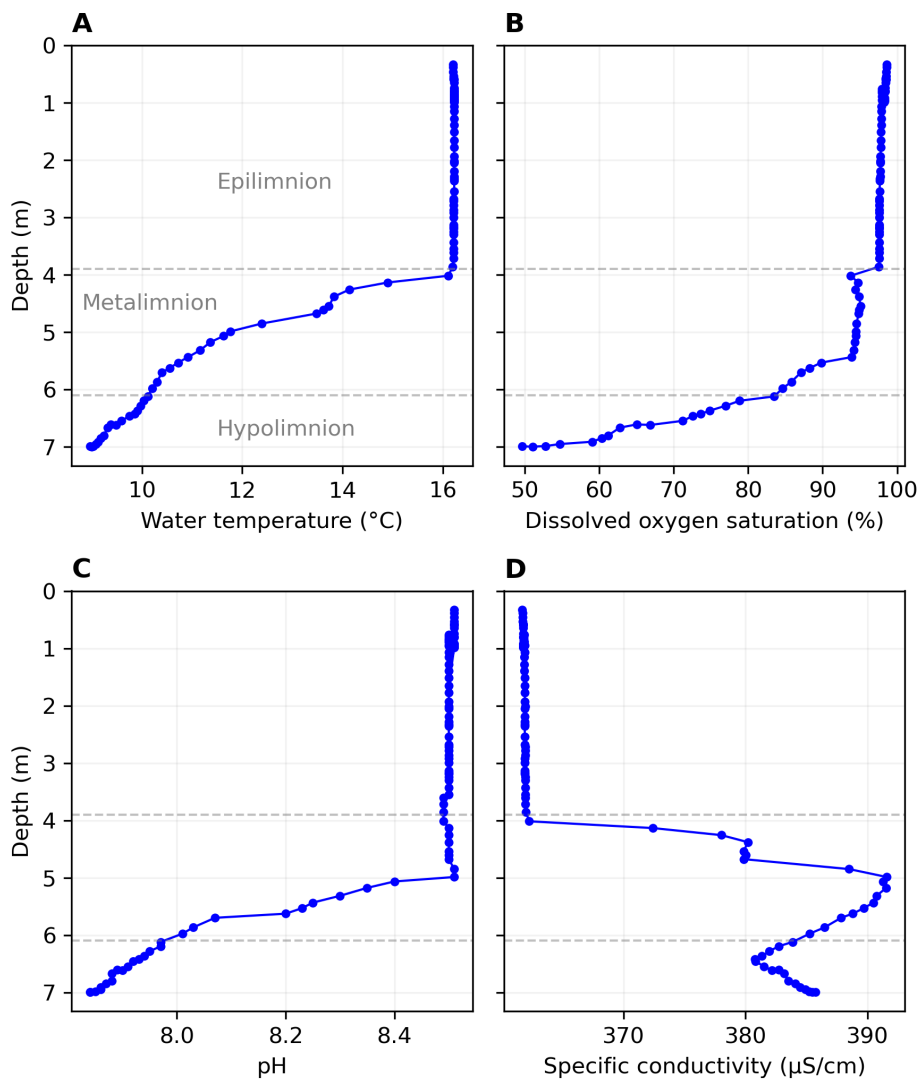 A
B
0
1
2
3
4
5
6
7
Depth (m)
Epilimnion
Metalimnion
Hypolimnion
10 12 14 16
50 60 70 80 90 100
Water temperature (°C)
Dissolved oxygen saturation (%)
C
D
0
1
2
3
4
5
6
7
Depth (m)
8.0 8.2 8.4
370 380 390
pH
Specific conductivity (µS/cm)